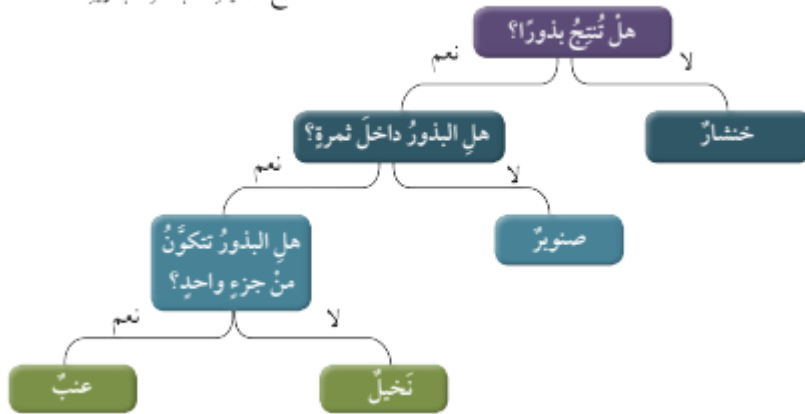 هلْ تُنتِجُ بذورًا؟
نعم
لا
هلِ البذورُ داخلَ ثمرةٍ؟
خنشارٌ
نعم
لا
هلِ البذورُ تتكوَّنُ
منْ جزءٍ واحدٍ؟
صنوبرٌ
نعم
لا
عنبٌ
نَخيلٌ